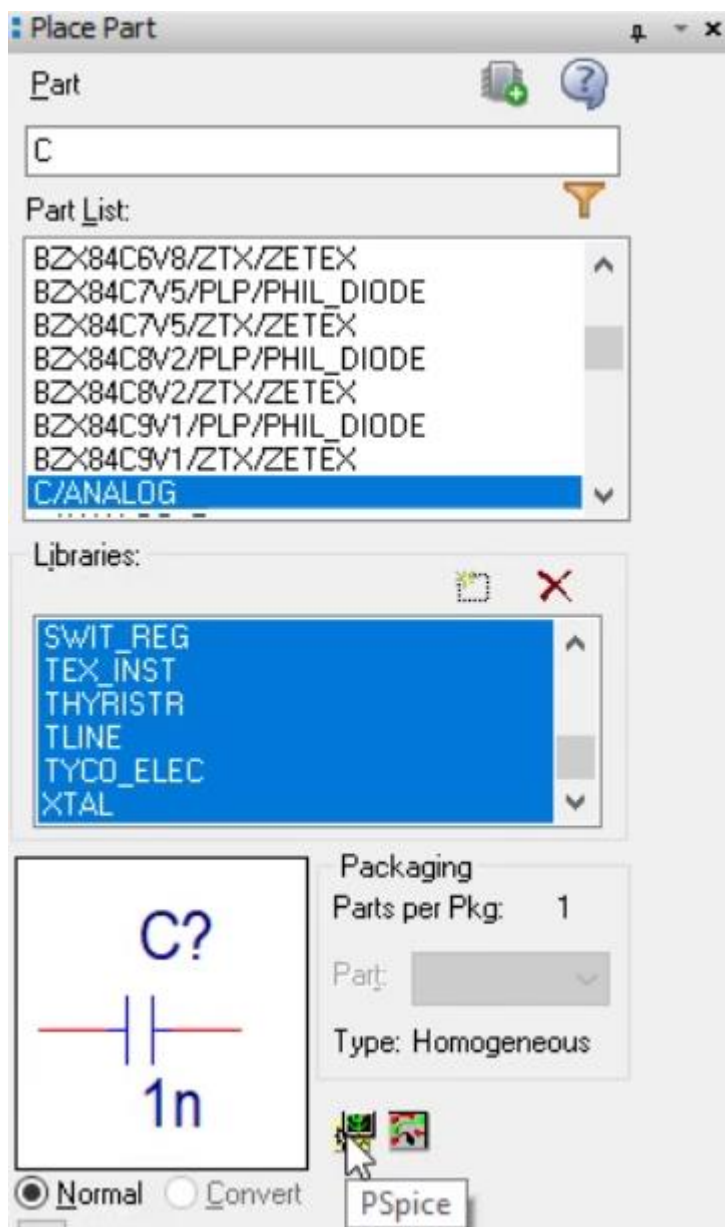 Place Part
Part
C
Part List:
BZX84C6V8/ZTX/ZETEX
BZX84C7V5/PLP/PHIL_DIODE
BZX84C7V5/ZTX/ZETEX
BZX84C8V2/PLP/PHIL_DIODE
BZX84C8V2/ZTX/ZETEX
BZX84C9V1/PLP/PHIL_DIODE
BZX84C9V1/ZTX/ZETEX
C/ANALOG
Libraries:
SWIT_REG
TEX_INST
THYRISTR
TLINE
TYCO_ELEC
XTAL
C?
1n
Packaging
Parts per Pkg: 1
Part:
Type: Homogeneous
Normal Convert
PSpice